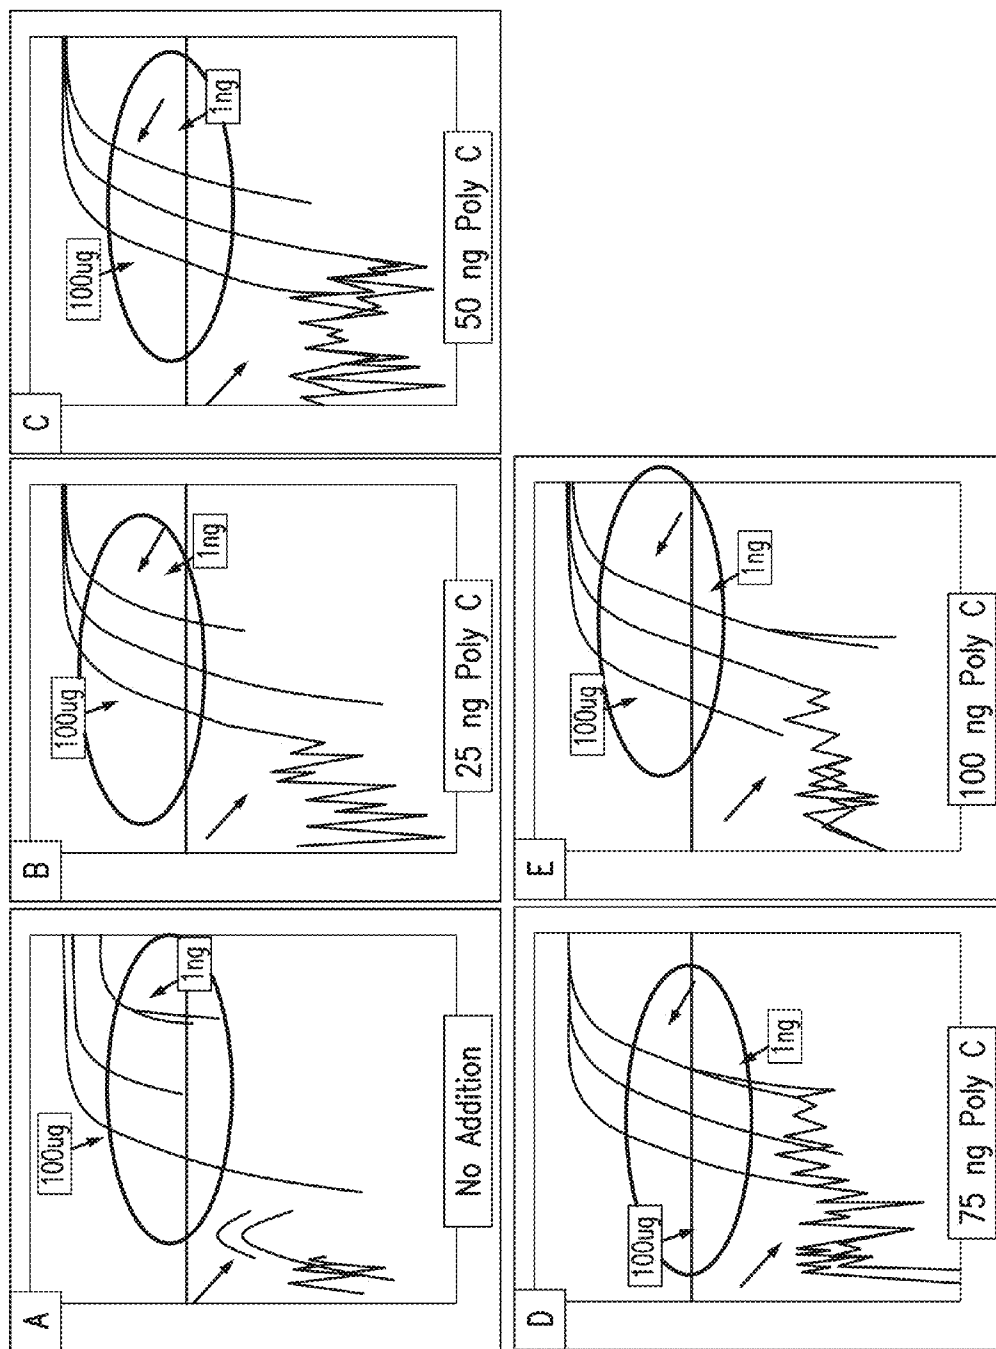 A
100ug
1ng
No Addition
B
100ug
1ng
25 ng Poly C
C
100ug
1ng
50 ng Poly C
D
100ug
1ng
75 ng Poly C
E
100ug
1ng
100 ng Poly C